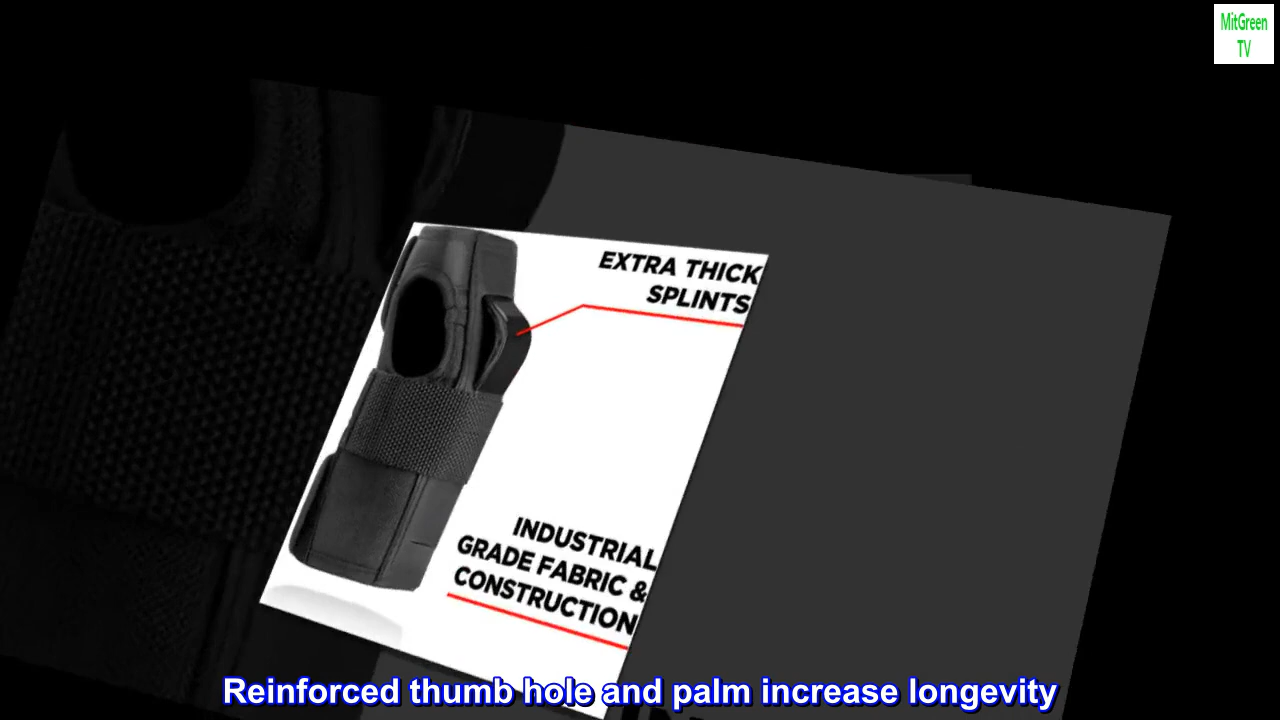 MitGreen
TV
EXTRA THICK
SPLINTS
INDUSTRIAL
GRADE FABRIC &
CONSTRUCTION
Reinforced thumb hole and palm increase longevity